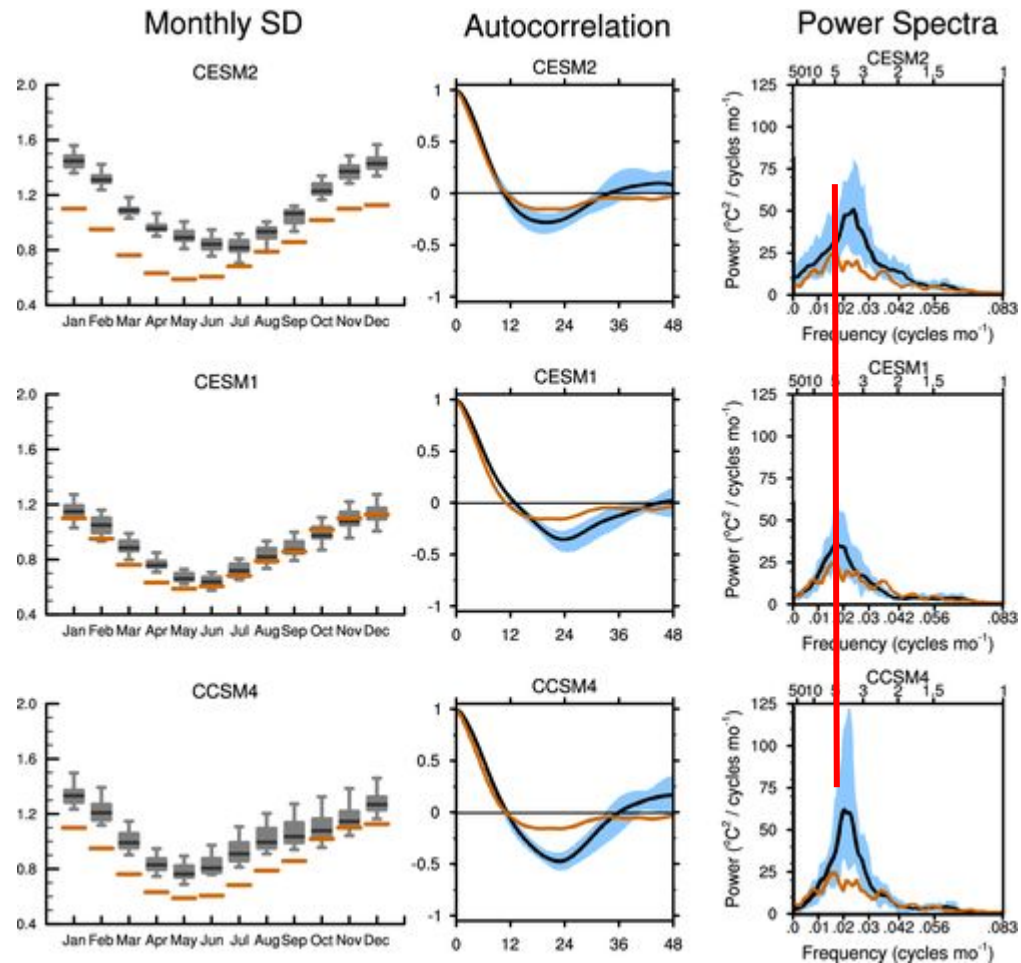 Monthly SD Autocorrelation Power Spectra
CESM2 CESM2 CESM2
5010 5 3 2 1.5 1
2.0
1.6
1.2
0.8
0.4
Jan Feb Mar Apr May Jun Jul Aug Sep Oct Nov Dec
1
0.5
0
-0.5
-1
0 12 24 36 48
Power (°C² / cycles mo⁻¹)
125
100
75
50
25
0
.0 .01 .02 .03 .042 .056 .083
Frequency (cycles mo⁻¹)
CESM1 CESM1 CESM1
5010 5 3 2 1.5 1
2.0
1.6
1.2
0.8
0.4
Jan Feb Mar Apr May Jun Jul Aug Sep Oct Nov Dec
1
0.5
0
-0.5
-1
0 12 24 36 48
Power (°C² / cycles mo⁻¹)
125
100
75
50
25
0
.0 .01 .02 .03 .042 .056 .083
Frequency (cycles mo⁻¹)
CCSM4 CCSM4 CCSM4
5010 5 3 2 1.5 1
2.0
1.6
1.2
0.8
0.4
Jan Feb Mar Apr May Jun Jul Aug Sep Oct Nov Dec
1
0.5
0
-0.5
-1
0 12 24 36 48
Power (°C² / cycles mo⁻¹)
125
100
75
50
25
0
.0 .01 .02 .03 .042 .056 .083
Frequency (cycles mo⁻¹)